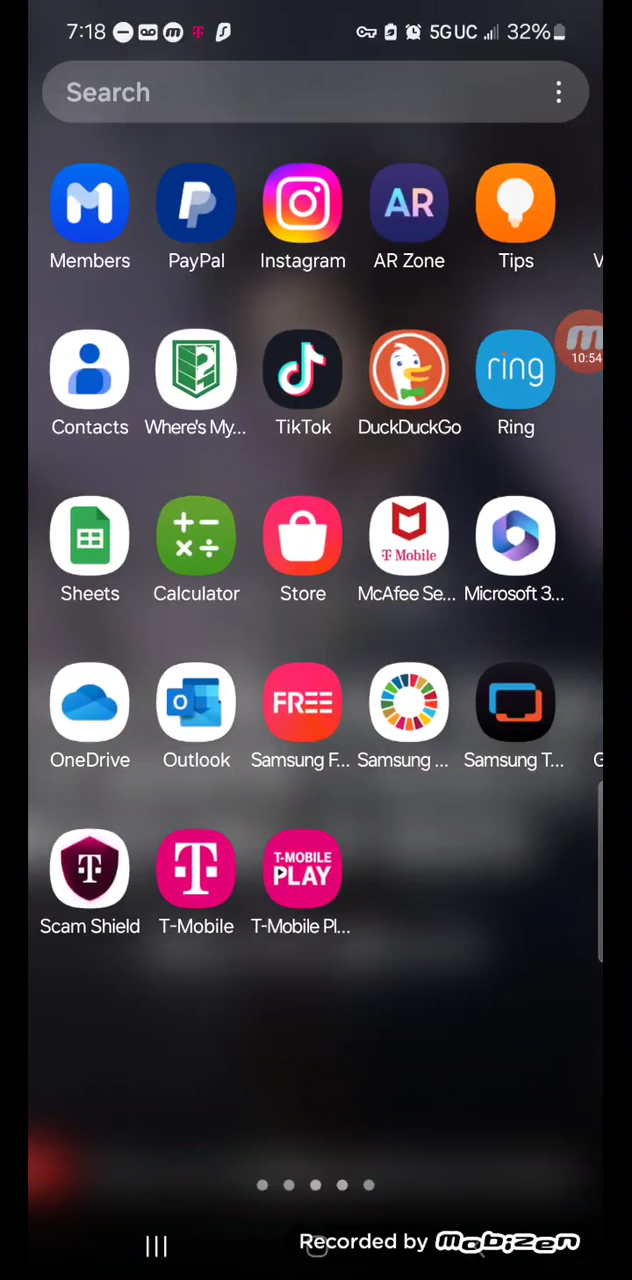 7:18 5GUC 32%
Search
AR
Members PayPal Instagram AR Zone Tips V
m
10:54
ring
Contacts Where's My... TikTok DuckDuckGo Ring
T Mobile
Sheets Calculator Store McAfee Se... Microsoft 3...
FREE
OneDrive Outlook Samsung F... Samsung ... Samsung T... G
T T T-MOBILE
PLAY
Scam Shield T-Mobile T-Mobile Pl...
Recorded by mobizen